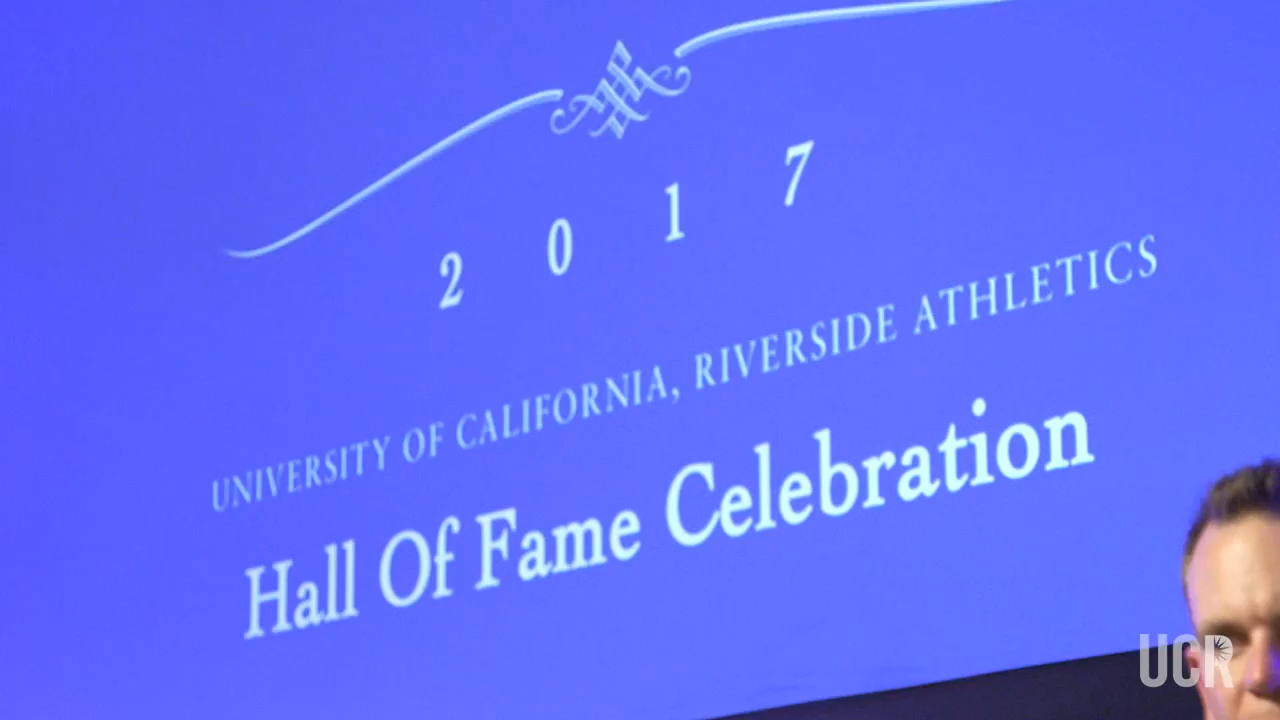 2 0 1 7
UNIVERSITY OF CALIFORNIA, RIVERSIDE ATHLETICS
Hall Of Fame Celebration
UCR